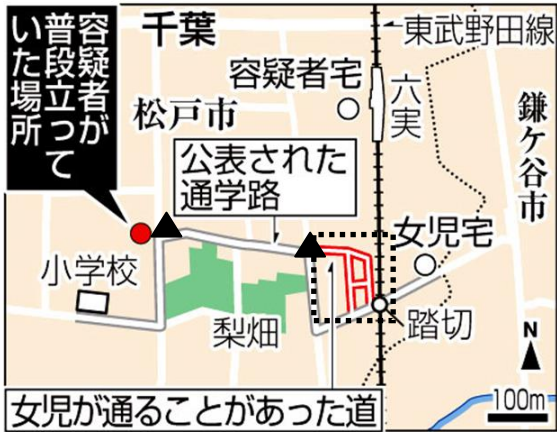 容疑者が
普段立って
いた場所
千葉
東武野田線
容疑者宅
六実
松戸市
鎌ケ谷市
公表された
通学路
女児宅
小学校
梨畑
踏切
N
100m
女児が通ることがあった道